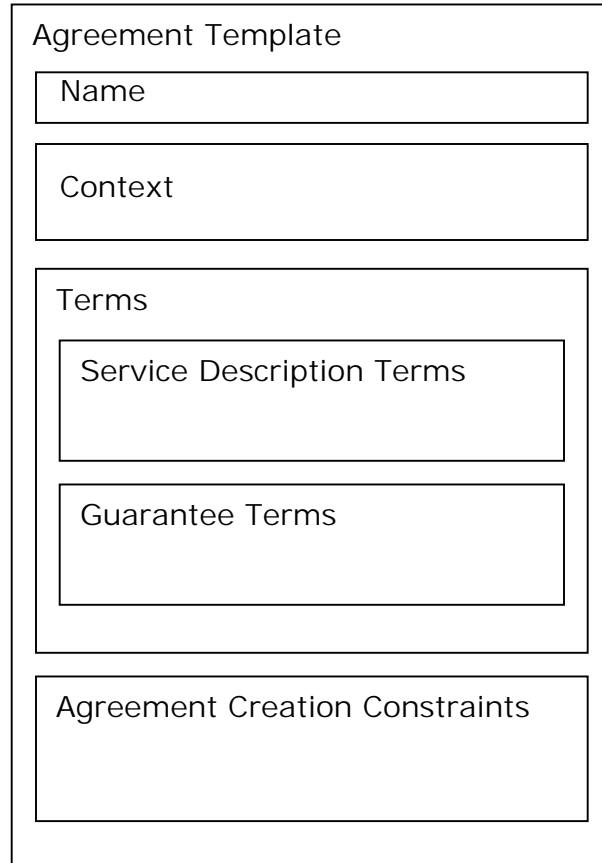 Agreement Template
Name
Context
Terms
Service Description Terms
Guarantee Terms
Agreement Creation Constraints